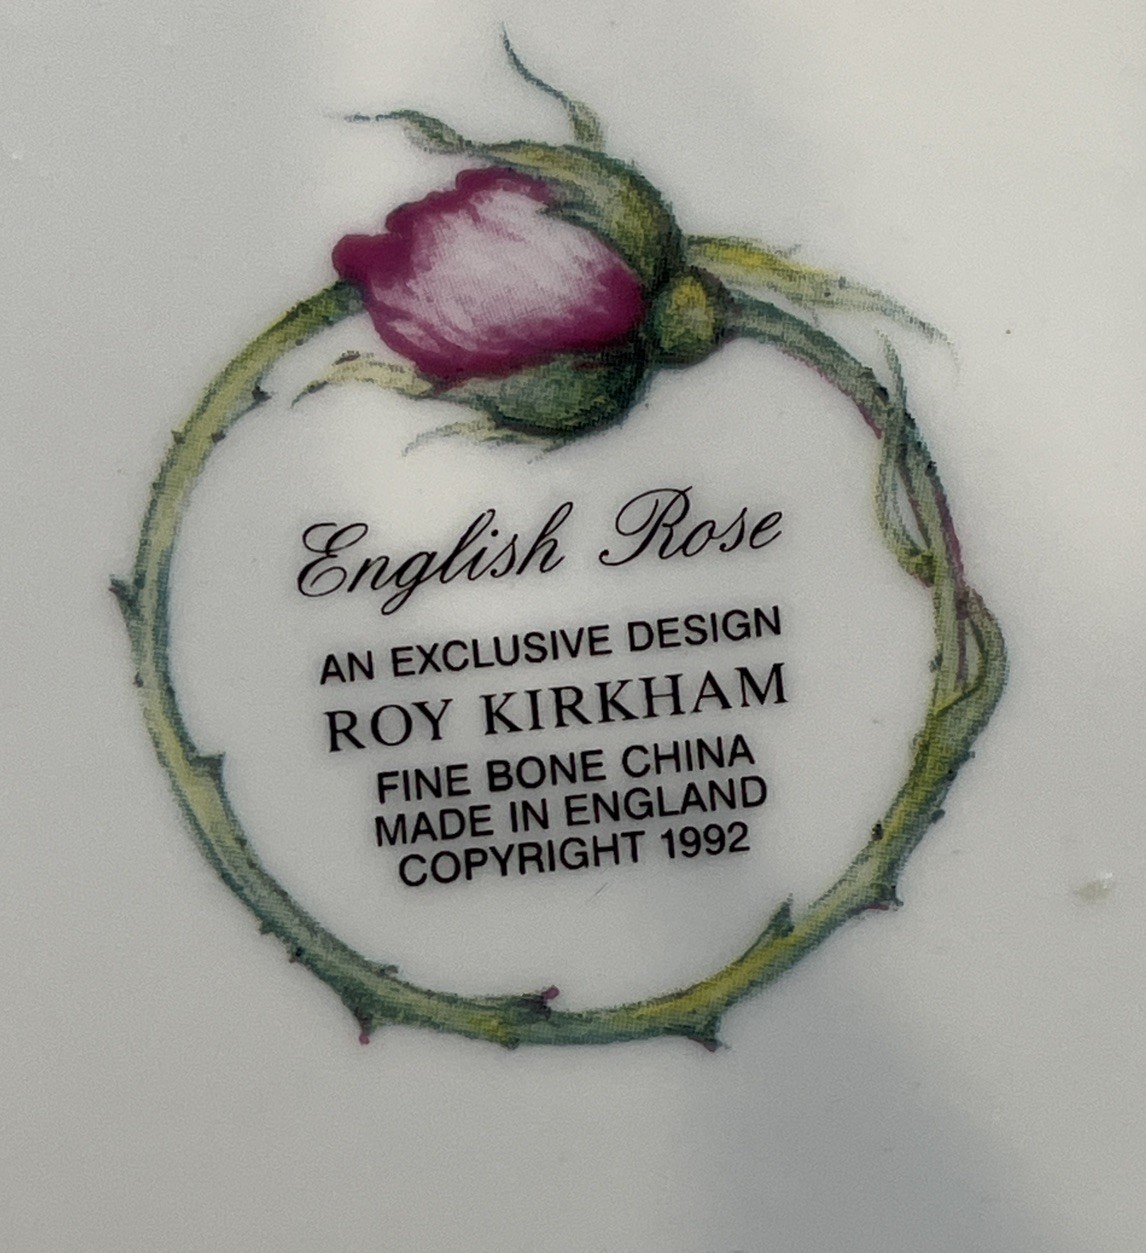 English Rose
AN EXCLUSIVE DESIGN
ROY KIRKHAM
FINE BONE CHINA
MADE IN ENGLAND
COPYRIGHT 1992